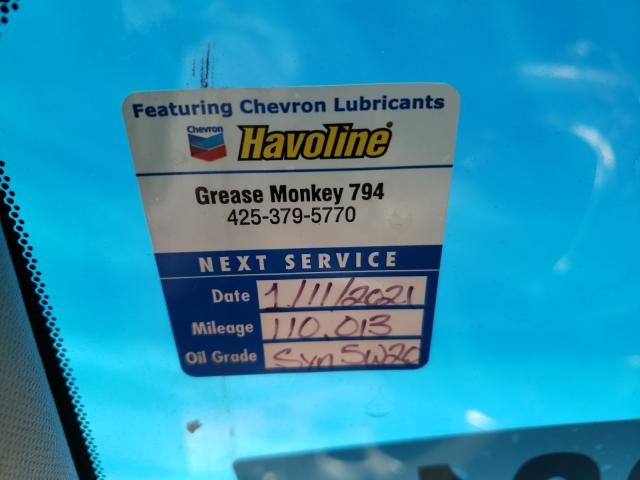 Featuring Chevron Lubricants
Chevron
Havoline
Grease Monkey 794
425-379-5770
NEXT SERVICE
Date 1/11/2021
Mileage 110.013
Oil Grade Syn 5W20